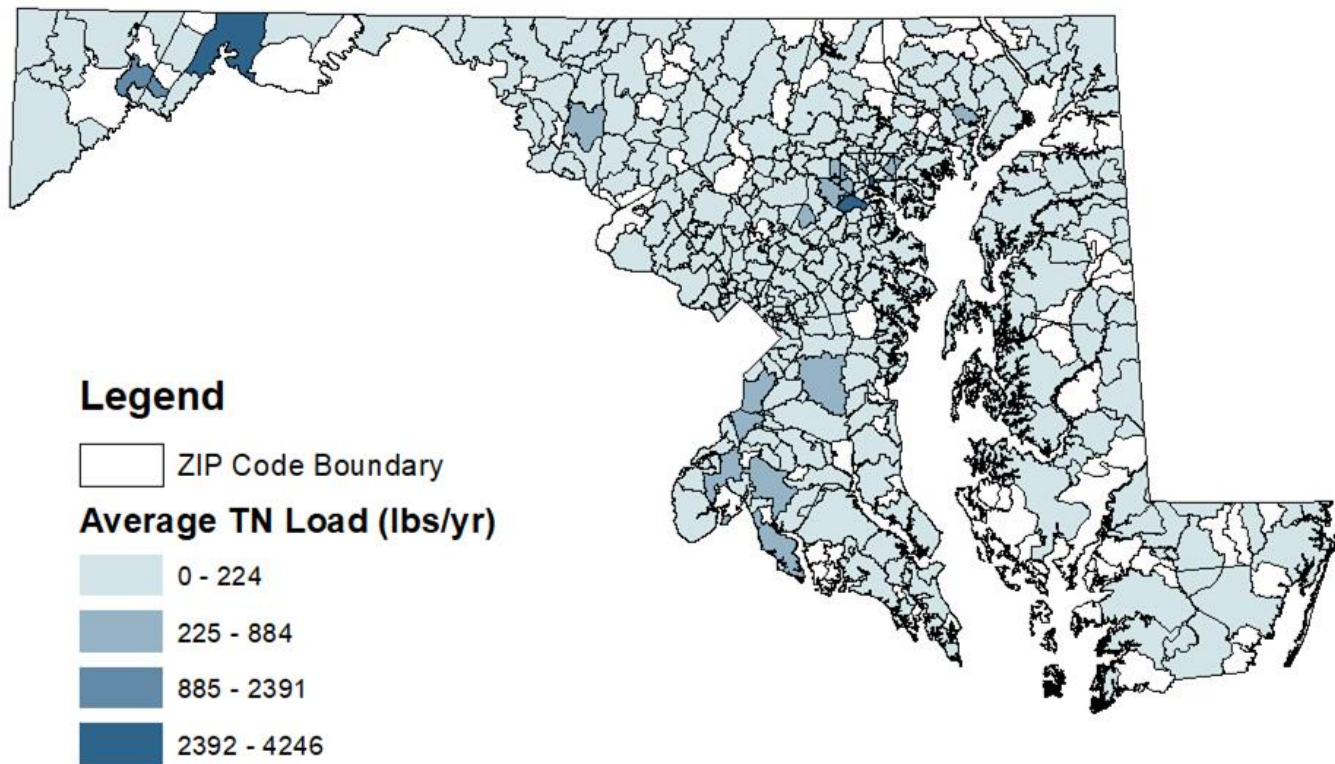 Legend
ZIP Code Boundary
Average TN Load (lbs/yr)
0 - 224
225 - 884
885 - 2391
2392 - 4246